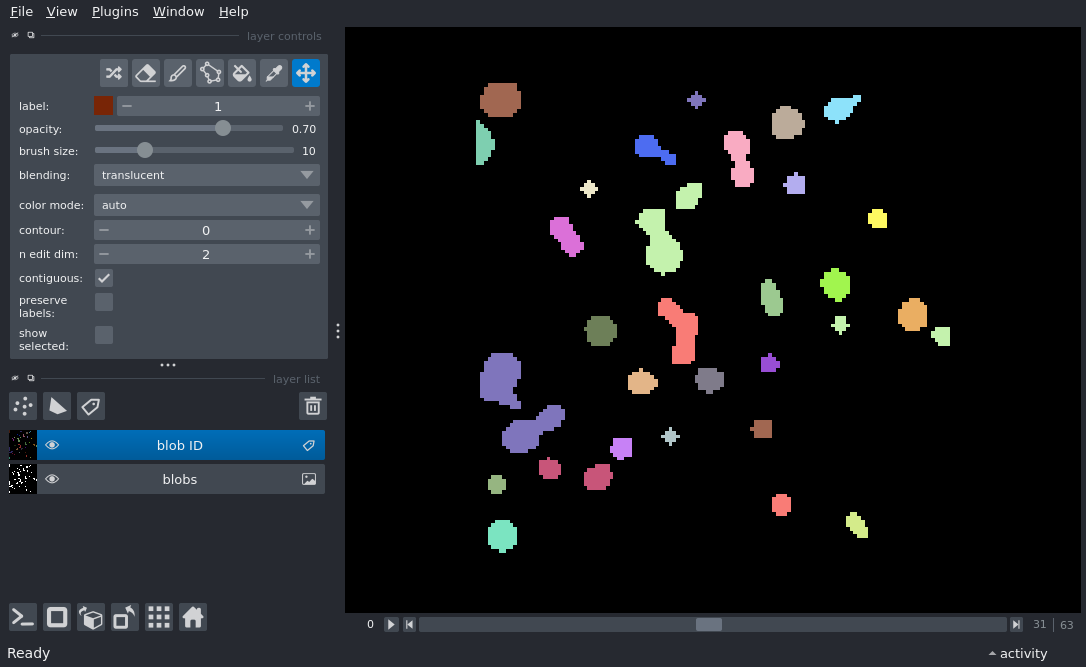 File View Plugins Window Help
layer controls
label: 1
opacity: 0.70
brush size: 10
blending: translucent
color mode: auto
contour: 0
n edit dim: 2
contiguous:
preserve
labels:
show
selected:
layer list
blob ID
blobs
0 31 63
Ready activity